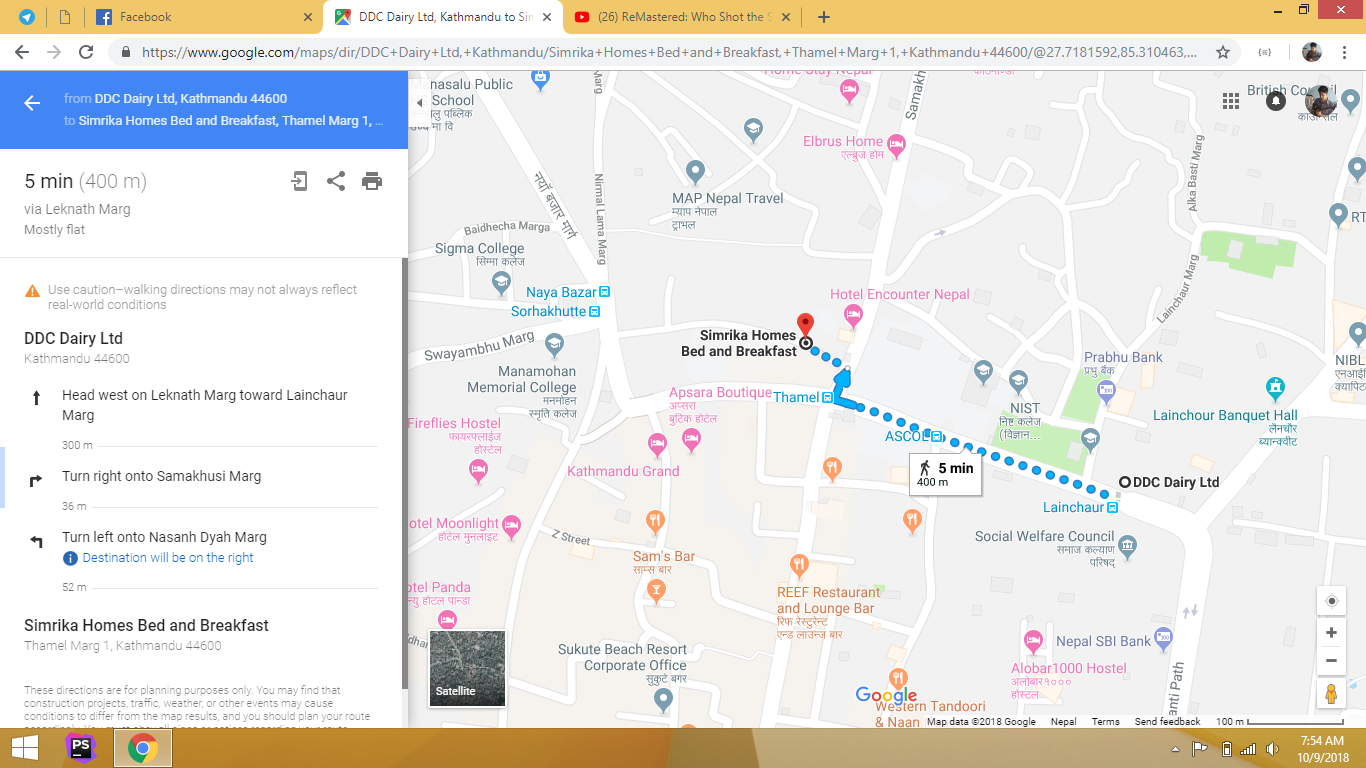 Facebook
DDC Dairy Ltd, Kathmandu to Sim
(26) ReMastered: Who Shot the S
https://www.google.com/maps/dir/DDC+Dairy+Ltd,+Kathmandu/Simrika+Homes+Bed+and+Breakfast,+Thamel+Marg+1,+Kathmandu+44600/@27.7181592,85.310463,...
from DDC Dairy Ltd, Kathmandu 44600
to Simrika Homes Bed and Breakfast, Thamel Marg 1, ...
5 min (400 m)
via Leknath Marg
Mostly flat
Use caution–walking directions may not always reflect
real-world conditions
DDC Dairy Ltd
Kathmandu 44600
Head west on Leknath Marg toward Lainchaur
Marg
300 m
Turn right onto Samakhusi Marg
36 m
Turn left onto Nasanh Dyah Marg
Destination will be on the right
52 m
Simrika Homes Bed and Breakfast
Thamel Marg 1, Kathmandu 44600
These directions are for planning purposes only. You may find that
construction projects, traffic, weather, or other events may cause
conditions to differ from the map results, and you should plan your route
Manasalu Public
School
Marg
Home Stay Nepal
Samakh
काठमाण्डौ
British Cou
Elbrus Home
एल्ब्रुज होम
MAP Nepal Travel
म्याप नेपाल
ट्राभल
नयाँ बजार मार्ग
Nirmal Lama Marg
Alka Basti Marg
RT
Baidhecha Marga
Sigma College
सिग्मा कलेज
Naya Bazar
Sorhakhutte
Hotel Encounter Nepal
Lainchaur Marg
Simrika Homes
Bed and Breakfast
Swayambhu Marg
Manamohan
Memorial College
मनमोहन
स्मृति कलेज
Prabhu Bank
प्रभु बैंक
NIBL
एनआई
क्यापिट
Apsara Boutique
अप्सरा
बुटिक होटेल
Thamel
NIST
निष्ट कलेज
(विज्ञान...
Lainchour Banquet Hall
लैनचौर
ब्यान्क्वीट
Fireflies Hostel
फायरफ्लाईज
होस्टेल
ASCOL
Kathmandu Grand
5 min
400 m
DDC Dairy Ltd
Lainchaur
otel Moonlight
होटेल मुनलाइट
Z Street
Social Welfare Council
समाज कल्याण
परिषद्
Sam's Bar
साम्स बार
otel Panda
न्यु होटल पान्डा
REEF Restaurant
and Lounge Bar
रिफ रेस्टुरेन्ट
एन्ड लाउन्ज बार
Nepal SBI Bank
Sukute Beach Resort
Corporate Office
सुकुटे बगर
Alobar1000 Hostel
अलोबार१०००
होस्टल
anti Path
Satellite
Google
Western Tandoori
& Naan
Map data ©2018 Google Nepal Terms Send feedback 100 m
PS
7:54 AM
10/9/2018